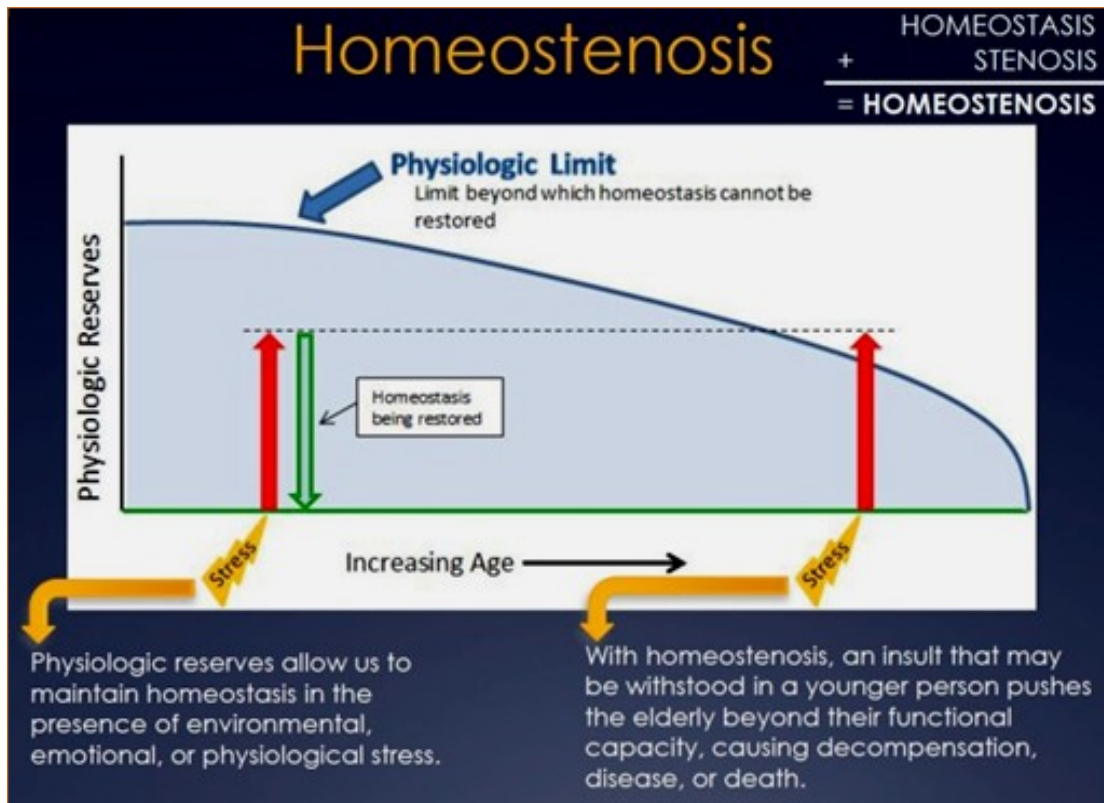 Homeostenosis
HOMEOSTASIS
+ STENOSIS
= HOMEOSTENOSIS
Physiologic Limit
Limit beyond which homeostasis cannot be
restored
Physiologic Reserves
Homeostasis
being restored
Stress
Increasing Age
Stress
Physiologic reserves allow us to
maintain homeostasis in the
presence of environmental,
emotional, or physiological stress.
With homeostenosis, an insult that may
be withstood in a younger person pushes
the elderly beyond their functional
capacity, causing decompensation,
disease, or death.